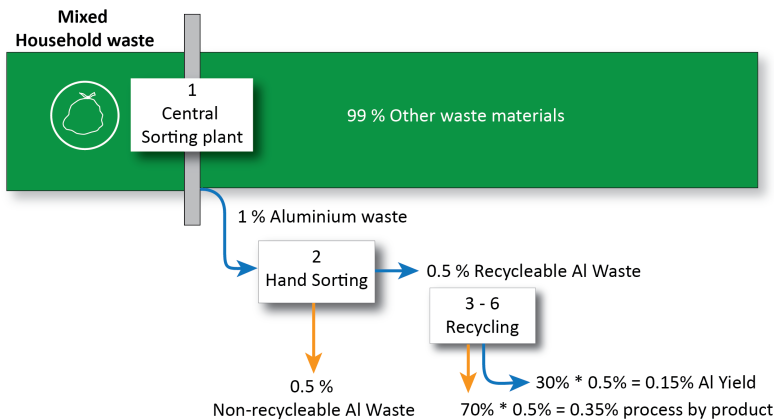 Mixed
Household waste
1
Central
Sorting plant
99 % Other waste materials
1 % Aluminium waste
2
Hand Sorting
0.5 % Recycleable Al Waste
3 - 6
Recycling
0.5 %
Non-recycleable Al Waste
30% * 0.5% = 0.15% Al Yield
70% * 0.5% = 0.35% process by product